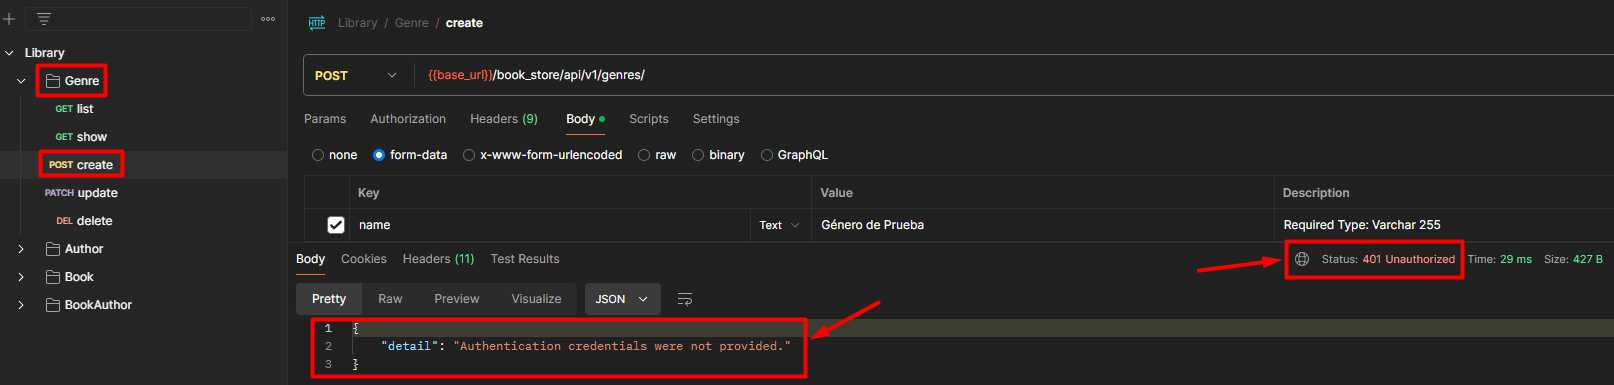 Library / Genre / create
Library
Genre
GET list
GET show
POST create
PATCH update
DEL delete
Author
Book
BookAuthor
HTTP
POST
{{base_url}}/book_store/api/v1/genres/
Params Authorization Headers (9) Body Scripts Settings
none form-data x-www-form-urlencoded raw binary GraphQL
Key Value Description
name Text Género de Prueba Required Type: Varchar 255
Body Cookies Headers (11) Test Results Status: 401 Unauthorized Time: 29 ms Size: 427 B
Pretty Raw Preview Visualize JSON
1 {
2 "detail": "Authentication credentials were not provided."
3 }